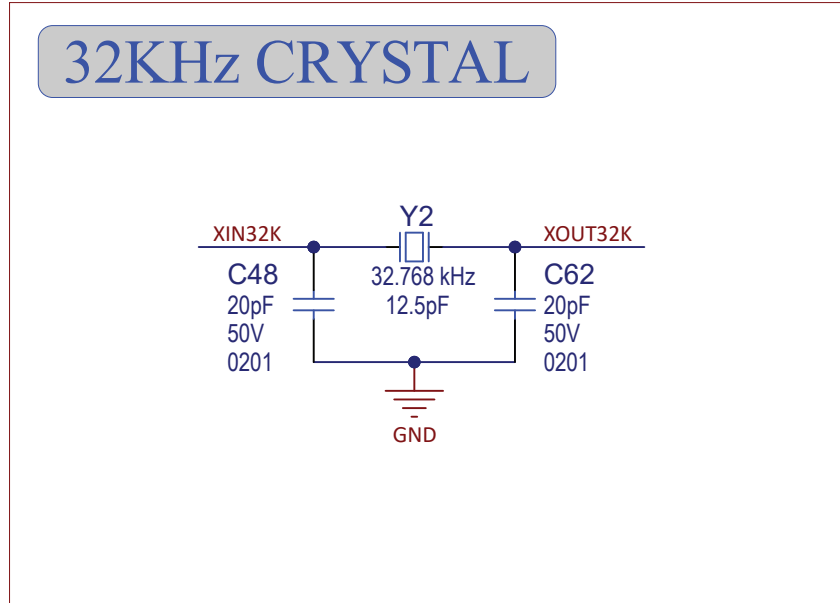 32KHz CRYSTAL
Y2
XIN32K
XOUT32K
C48
20pF
50V
0201
32.768 kHz
12.5pF
C62
20pF
50V
0201
GND